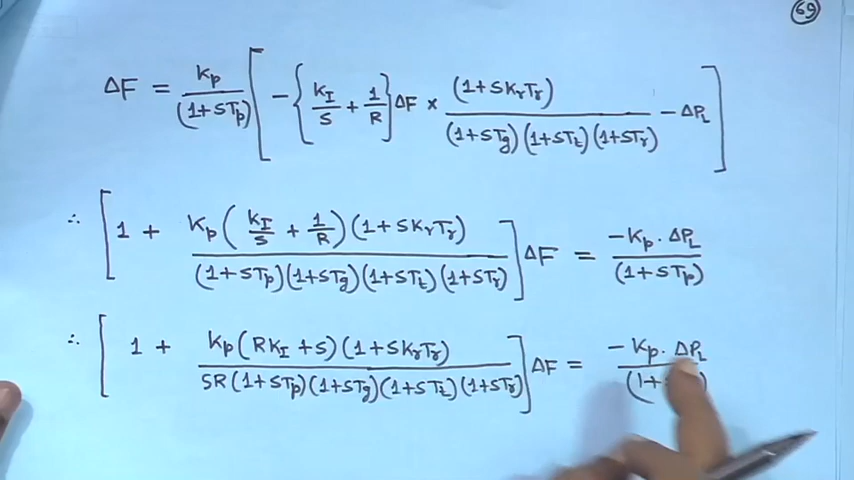 69
ΔF = Kp/(1+STp) [ - { KI/S + 1/R } ΔF × (1+SKrTr)/((1+STg)(1+STt)(1+STr)) - ΔPL ]
∴ [ 1 + Kp(KI/S + 1/R)(1+SKrTr)/((1+STp)(1+STg)(1+STt)(1+STr)) ] ΔF = -Kp·ΔPL/(1+STp)
∴ [ 1 + Kp(RKI+S)(1+SKrTr)/(SR(1+STp)(1+STg)(1+STt)(1+STr)) ] ΔF = -Kp·ΔPL/(1+